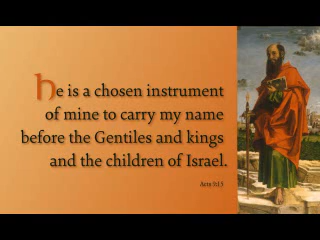 he is a chosen instrument
of mine to carry my name
before the Gentiles and kings
and the children of Israel.
Acts 9:15